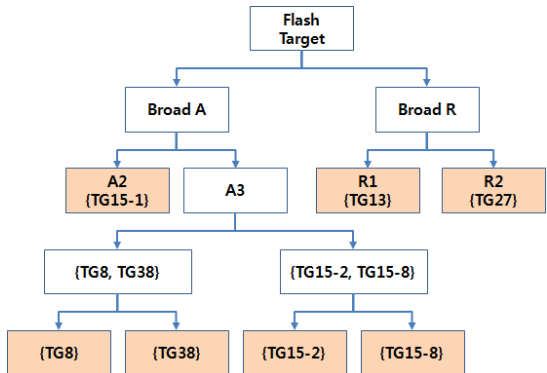 Flash
Target
Broad A
Broad R
A2
{TG15-1}
A3
R1
{TG13}
R2
{TG27}
{TG8, TG38}
{TG15-2, TG15-8}
{TG8}
{TG38}
{TG15-2}
{TG15-8}